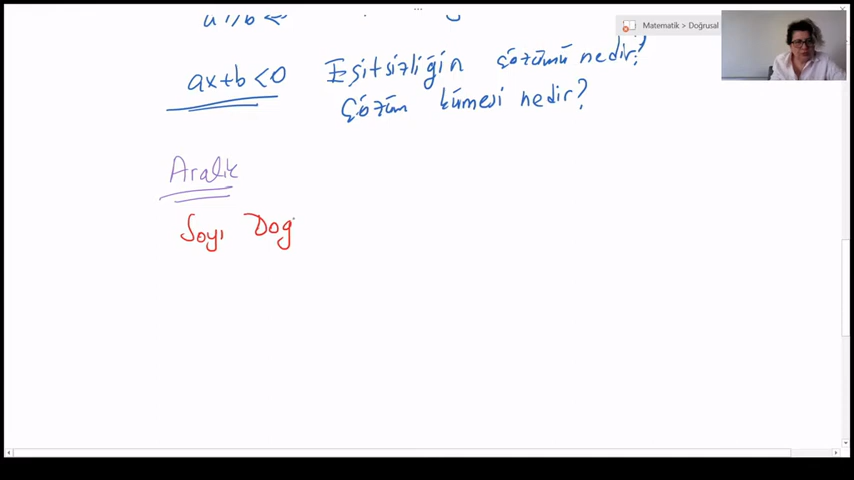 Matematik > Doğrusal
ax+b<0 Eşitsizliğin çözümü nedir?
Çözüm kümesi nedir?
Aralık
Sayı Doğ